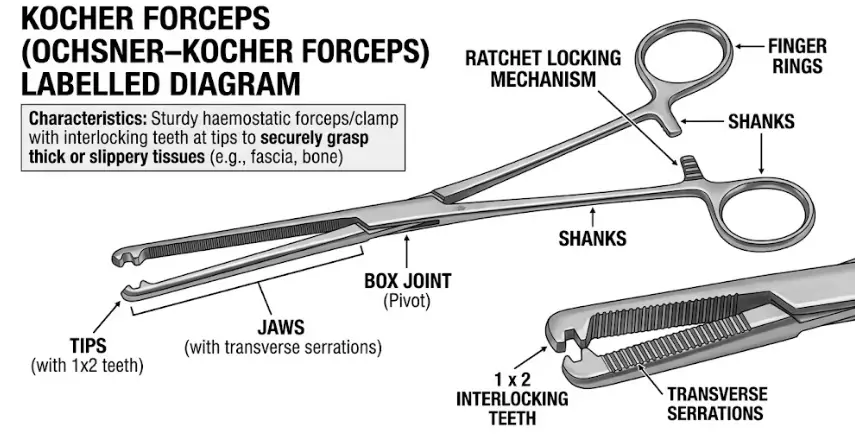 KOCHER FORCEPS
(OCHSNER–KOCHER FORCEPS)
LABELLED DIAGRAM
Characteristics: Sturdy haemostatic forceps/clamp
with interlocking teeth at tips to securely grasp
thick or slippery tissues (e.g., fascia, bone)
RATCHET LOCKING
MECHANISM
FINGER
RINGS
SHANKS
SHANKS
BOX JOINT
(Pivot)
JAWS
(with transverse serrations)
TIPS
(with 1x2 teeth)
1 x 2
INTERLOCKING
TEETH
TRANSVERSE
SERRATIONS